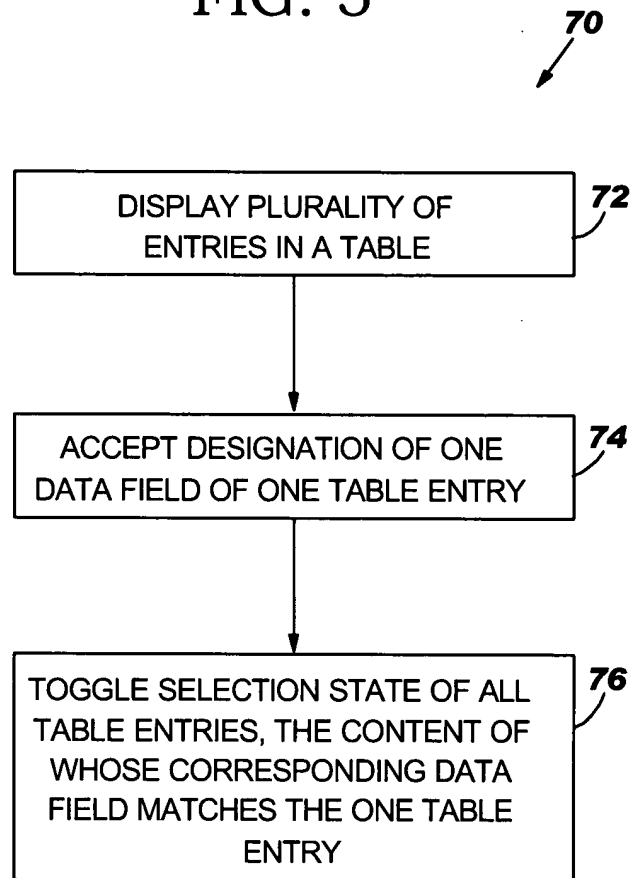 FIG. 3
70
DISPLAY PLURALITY OF
ENTRIES IN A TABLE
72
ACCEPT DESIGNATION OF ONE
DATA FIELD OF ONE TABLE ENTRY
74
TOGGLE SELECTION STATE OF ALL
TABLE ENTRIES, THE CONTENT OF
WHOSE CORRESPONDING DATA
FIELD MATCHES THE ONE TABLE
ENTRY
76